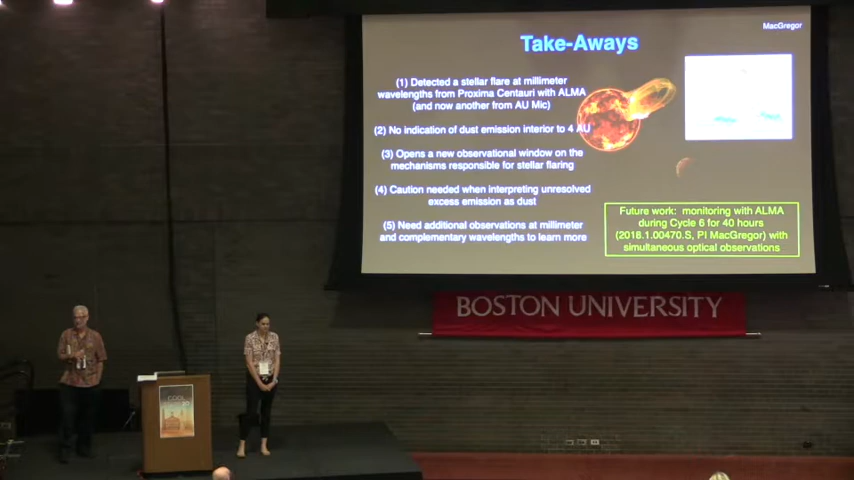 MacGregor
Take-Aways
(1) Detected a stellar flare at millimeter
wavelengths from Proxima Centauri with ALMA
(and now another from AU Mic)
(2) No indication of dust emission interior to 4 AU
(3) Opens a new observational window on the
mechanisms responsible for stellar flaring
(4) Caution needed when interpreting unresolved
excess emission as dust
(5) Need additional observations at millimeter
and complementary wavelengths to learn more
Future work: monitoring with ALMA
during Cycle 6 for 40 hours
(2018.1.00470.S, PI MacGregor) with
simultaneous optical observations
BOSTON UNIVERSITY
COOL